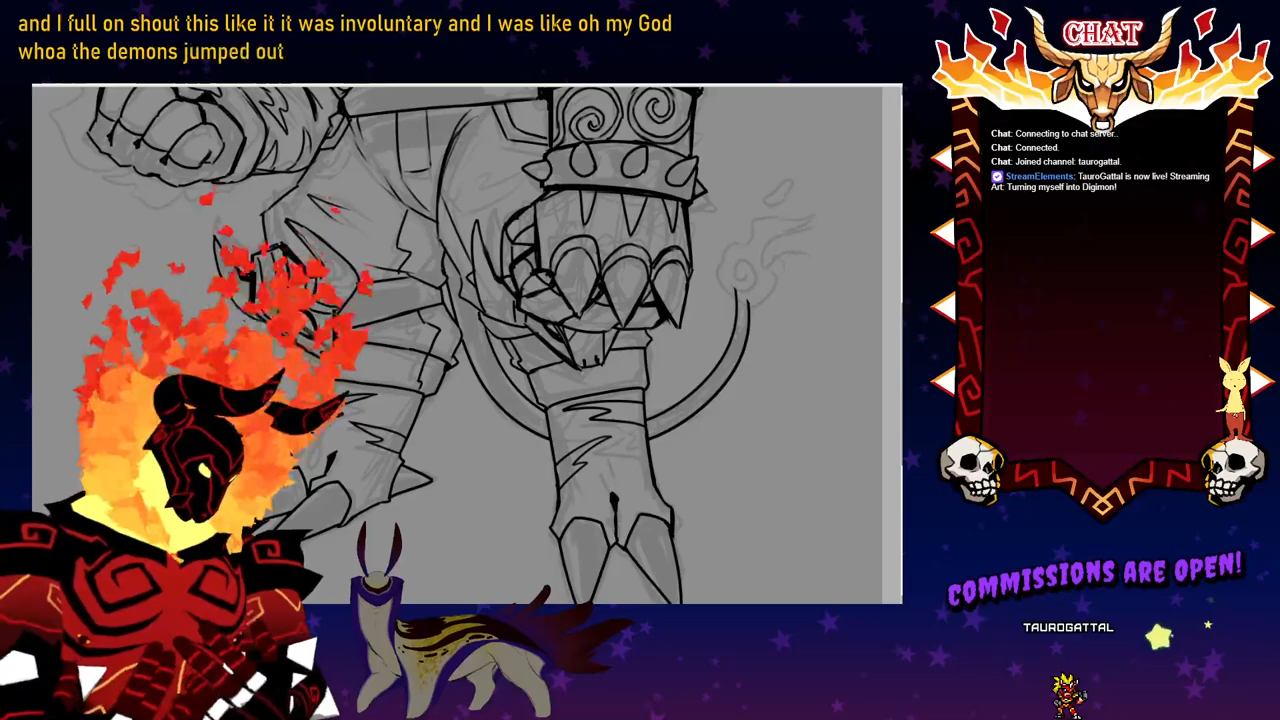 and I full on shout this like it it was involuntary and I was like oh my God
whoa the demons jumped out
CHAT
Chat: Connecting to chat server..
Chat: Connected.
Chat: Joined channel: taurogattal.
StreamElements: TauroGattal is now live! Streaming
Art: Turning myself into Digimon!
COMMISSIONS ARE OPEN!
TAUROGATTAL